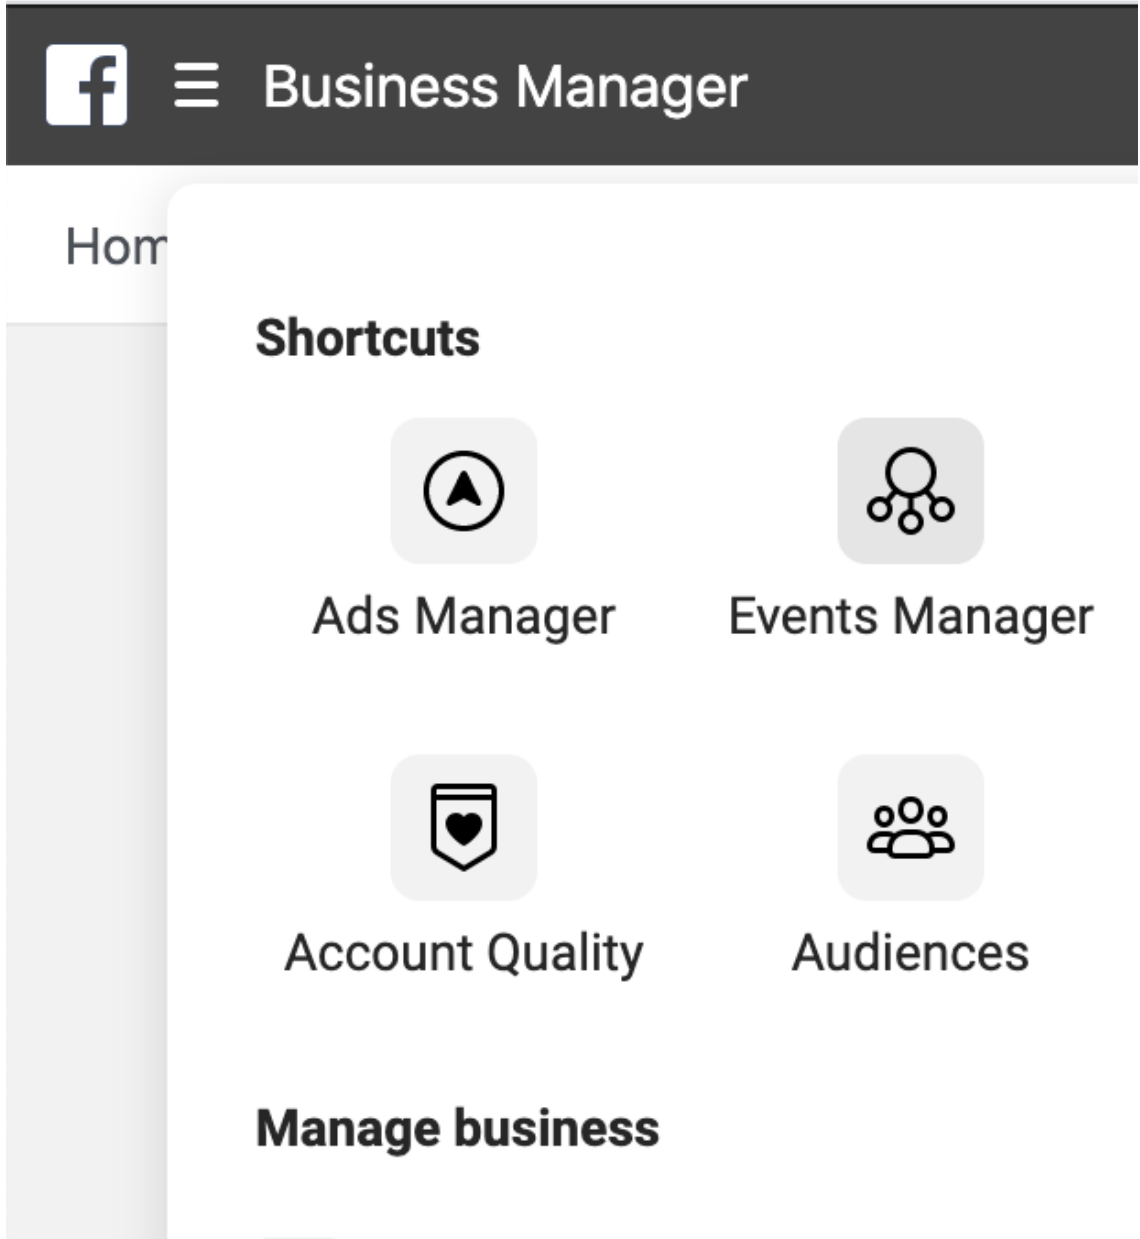 Business Manager
Hom
Shortcuts
Ads Manager
Events Manager
Account Quality
Audiences
Manage business